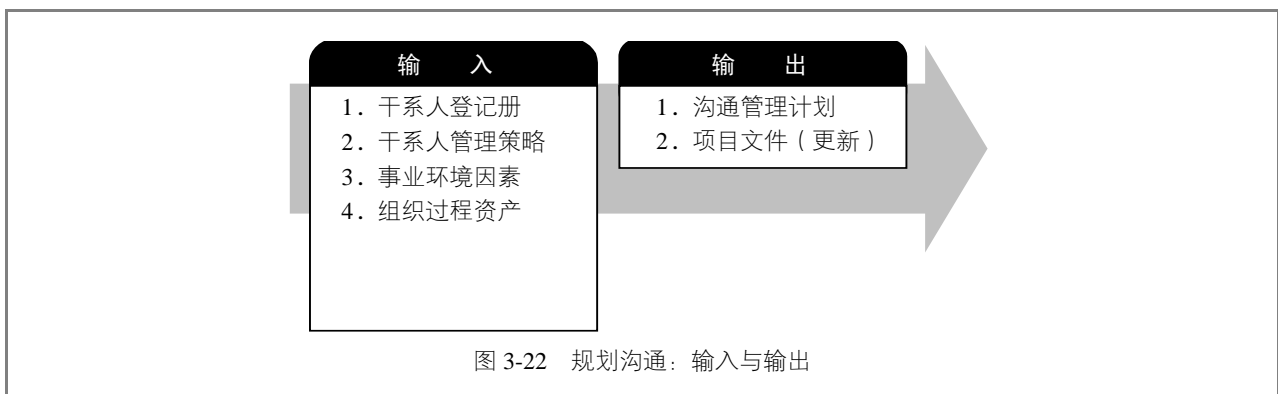 输 入
1．干系人登记册
2．干系人管理策略
3．事业环境因素
4．组织过程资产
输 出
1．沟通管理计划
2．项目文件（更新）
图 3-22 规划沟通：输入与输出